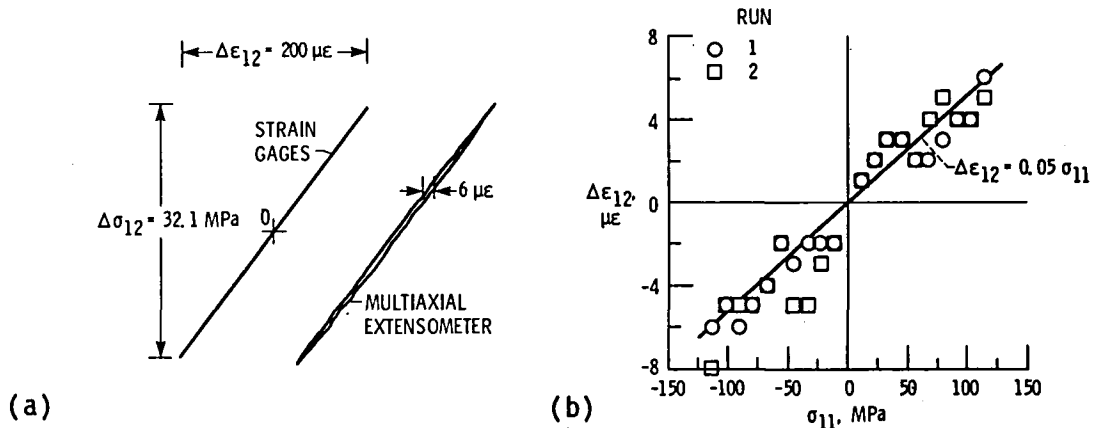 (a)
Δε12 = 200 με
STRAIN
GAGES
Δσ12 = 32.1 MPa
0
6 με
MULTIAXIAL
EXTENSOMETER
(b)
RUN
1
2
8
4
0
-4
-8
Δε12,
με
Δε12 = 0.05 σ11
-150
-100
-50
0
50
100
150
σ11, MPa